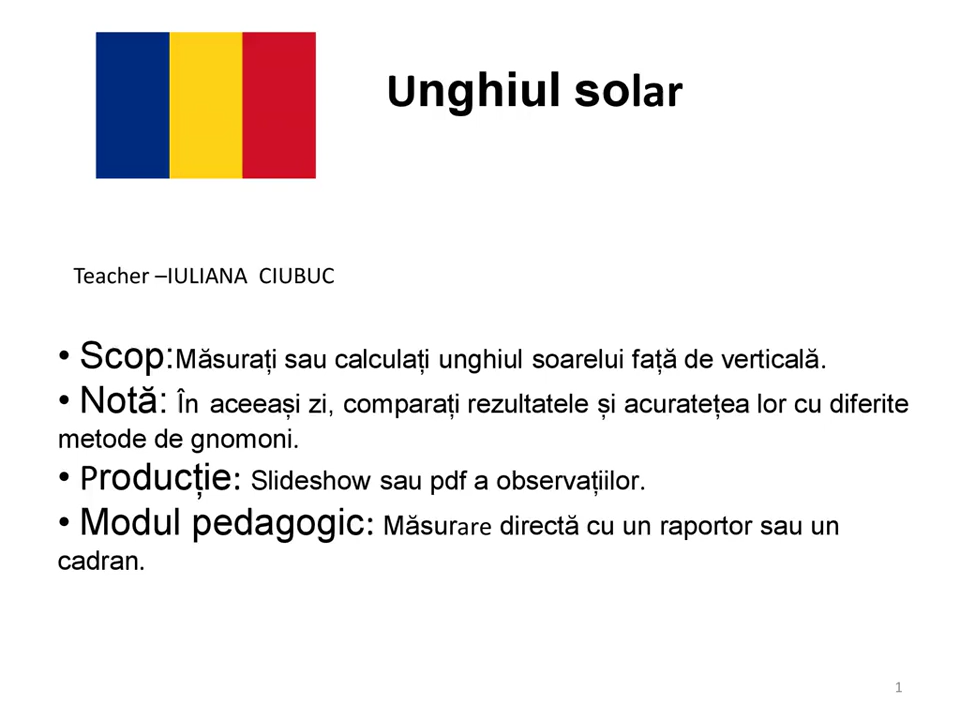 Unghiul solar
Teacher –IULIANA CIUBUC
• Scop:Măsurați sau calculați unghiul soarelui față de verticală.
• Notă: În aceeași zi, comparați rezultatele și acuratețea lor cu diferite
metode de gnomoni.
• Producție: Slideshow sau pdf a observațiilor.
• Modul pedagogic: Măsurare directă cu un raportor sau un
cadran.
1